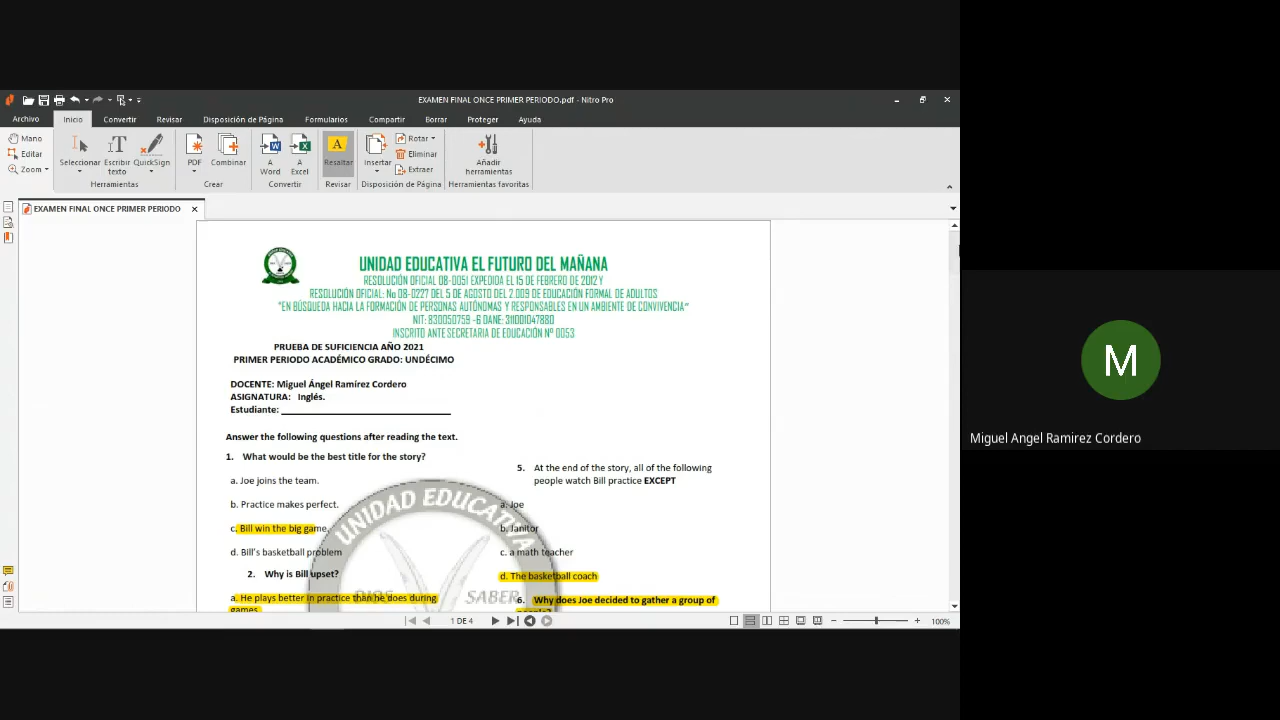 EXAMEN FINAL ONCE PRIMER PERIODO.pdf - Nitro Pro
Archivo Inicio Convertir Revisar Disposición de Página Formularios Compartir Borrar Proteger Ayuda
Mano
Editar
Zoom
Seleccionar
Escribir texto
QuickSign
Herramientas
PDF
Combinar
Crear
A Word
A Excel
Convertir
Resaltar
Revisar
Insertar
Rotar
Eliminar
Extraer
Disposición de Página
Añadir herramientas
Herramientas favoritas
EXAMEN FINAL ONCE PRIMER PERIODO
UNIDAD EDUCATIVA EL FUTURO DEL MAÑANA
RESOLUCIÓN OFICIAL 08-0051 EXPEDIDA EL 15 DE FEBRERO DE 2012 Y
RESOLUCIÓN OFICIAL: No 08-0227 DEL 5 DE AGOSTO DEL 2.009 DE EDUCACIÓN FORMAL DE ADULTOS
"EN BÚSQUEDA HACIA LA FORMACIÓN DE PERSONAS AUTÓNOMAS Y RESPONSABLES EN UN AMBIENTE DE CONVIVENCIA"
NIT: 830050759 -6 DANE: 311001047880
INSCRITO ANTE SECRETARIA DE EDUCACIÓN Nº 0053
PRUEBA DE SUFICIENCIA AÑO 2021
PRIMER PERIODO ACADÉMICO GRADO: UNDÉCIMO
DOCENTE: Miguel Ángel Ramírez Cordero
ASIGNATURA: Inglés.
Estudiante:
Answer the following questions after reading the text.
1. What would be the best title for the story?
a. Joe joins the team.
b. Practice makes perfect.
c. Bill win the big game.
d. Bill's basketball problem
2. Why is Bill upset?
a. He plays better in practice than he does during
games.
5. At the end of the story, all of the following
people watch Bill practice EXCEPT
a. Joe
b. Janitor
c. a math teacher
d. The basketball coach
6. Why does Joe decided to gather a group of
people?
UNIDAD EDUCATIVA
DIOS SABER
1 DE 4
100%
M
Miguel Angel Ramirez Cordero